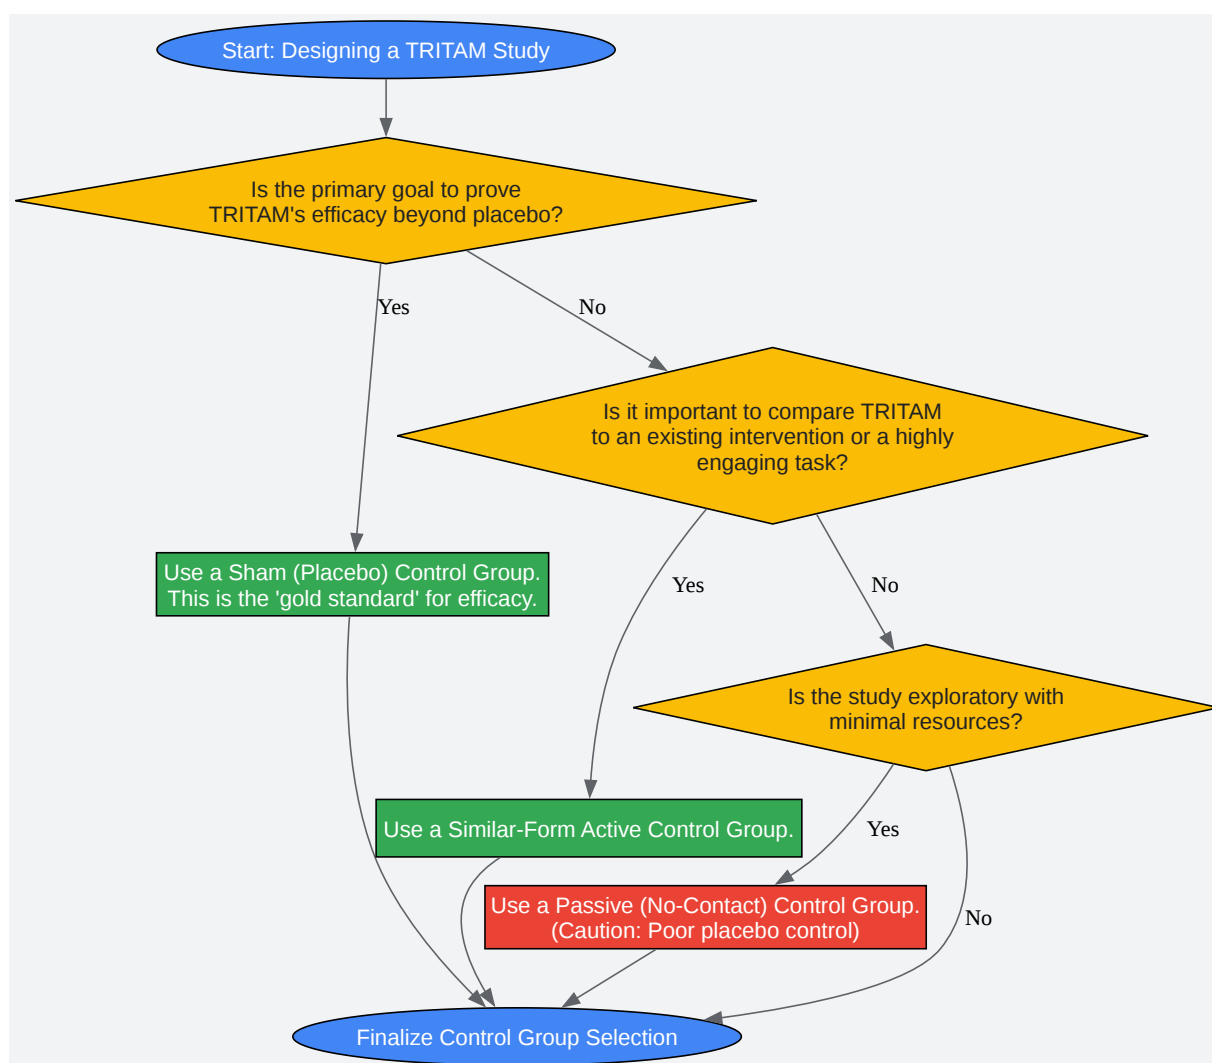 Start: Designing a TRITAM Study
Is the primary goal to prove
TRITAM's efficacy beyond placebo?
Yes
No
Is it important to compare TRITAM
to an existing intervention or a highly
engaging task?
Use a Sham (Placebo) Control Group.
This is the 'gold standard' for efficacy.
Yes
No
Is the study exploratory with
minimal resources?
Use a Similar-Form Active Control Group.
Yes
Use a Passive (No-Contact) Control Group.
(Caution: Poor placebo control)
No
Finalize Control Group Selection